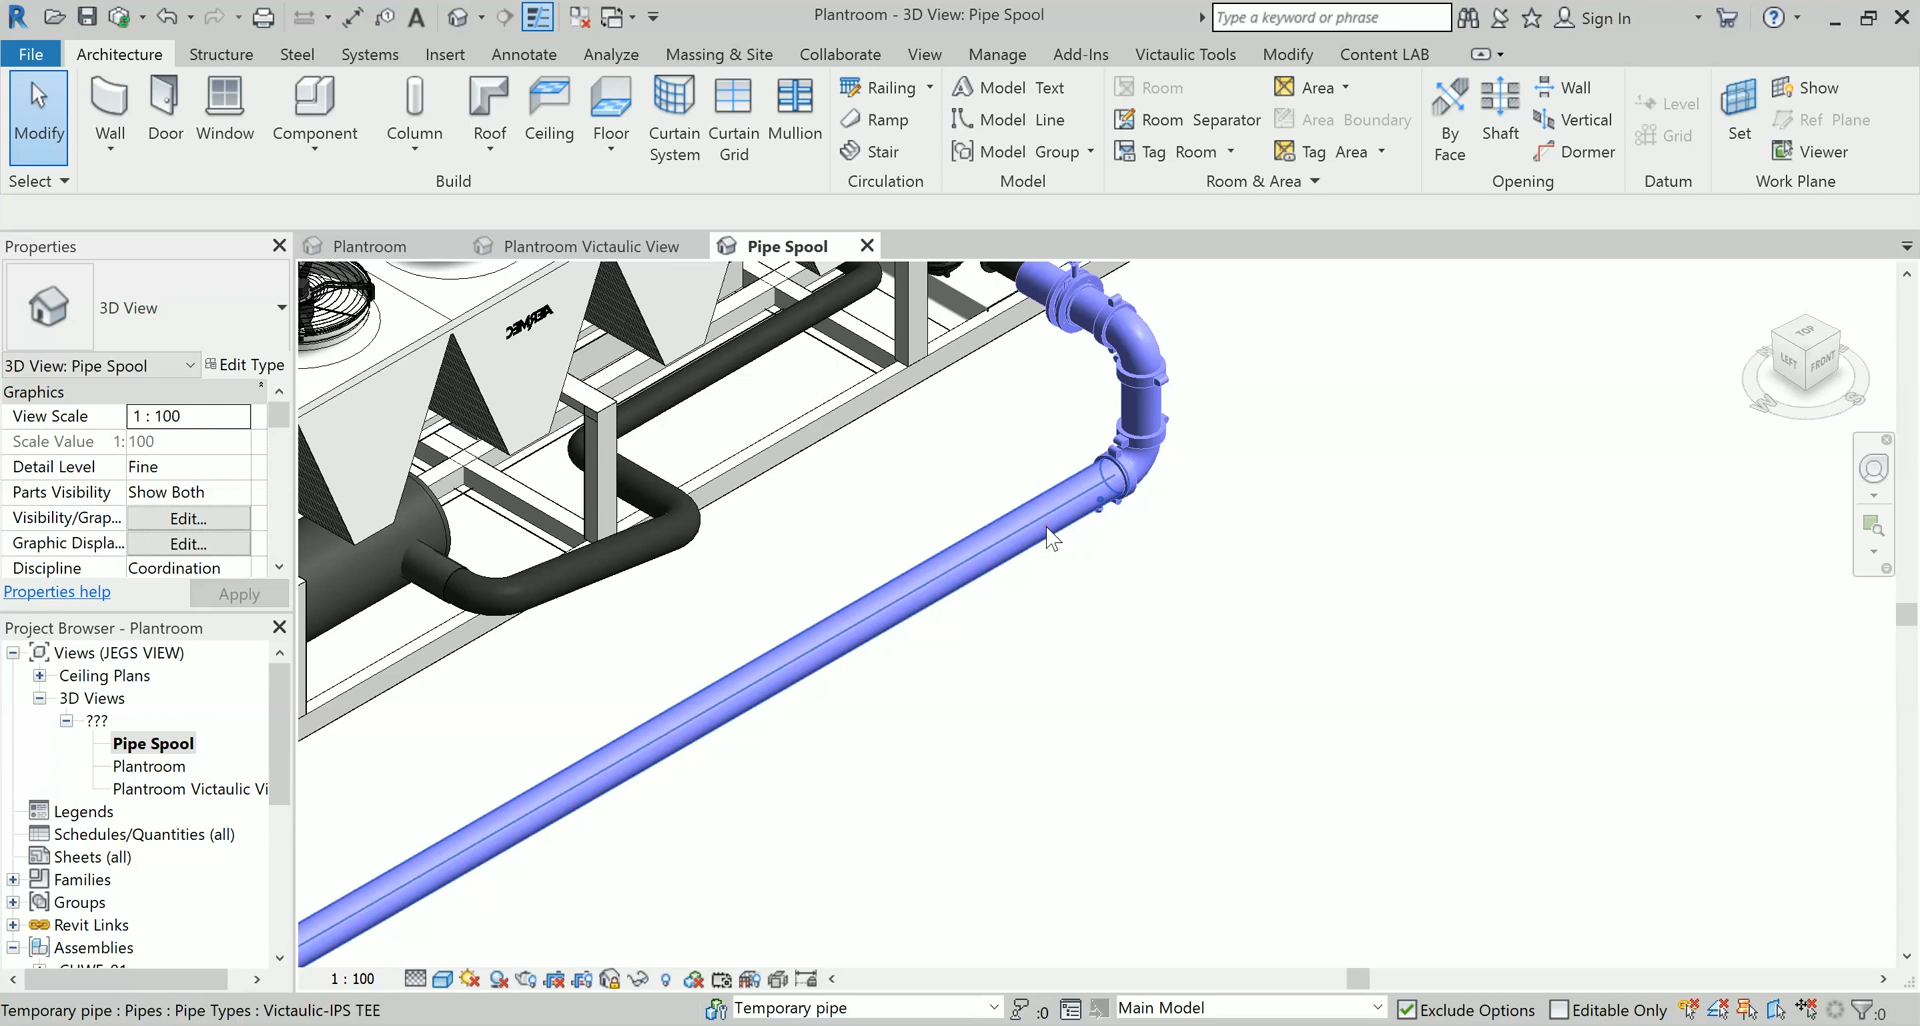 Plantroom - 3D View: Pipe Spool
Type a keyword or phrase
Sign In
File
Architecture
Structure
Steel
Systems
Insert
Annotate
Analyze
Massing & Site
Collaborate
View
Manage
Add-Ins
Victaulic Tools
Modify
Content LAB
Modify
Wall
Door
Window
Component
Column
Roof
Ceiling
Floor
Curtain System
Curtain Grid
Mullion
Railing
Ramp
Stair
Model Text
Model Line
Model Group
Room
Room Separator
Tag Room
Area
Area Boundary
Tag Area
By Face
Shaft
Wall
Vertical
Dormer
Level
Grid
Set
Show
Ref Plane
Viewer
Select
Build
Circulation
Model
Room & Area
Opening
Datum
Work Plane
Properties
Plantroom
Plantroom Victaulic View
Pipe Spool
3D View
3D View: Pipe Spool
Edit Type
Graphics
View Scale 1 : 100
Scale Value 1: 100
Detail Level Fine
Parts Visibility Show Both
Visibility/Grap... Edit...
Graphic Displa... Edit...
Discipline Coordination
Properties help
Apply
Project Browser - Plantroom
Views (JEGS VIEW)
Ceiling Plans
3D Views
???
Pipe Spool
Plantroom
Plantroom Victaulic Vi
Legends
Schedules/Quantities (all)
Sheets (all)
Families
Groups
Revit Links
Assemblies
AERMEC
TOP
LEFT
FRONT
W
S
1 : 100
Temporary pipe : Pipes : Pipe Types : Victaulic-IPS TEE
Temporary pipe
:0
Main Model
Exclude Options
Editable Only
:0